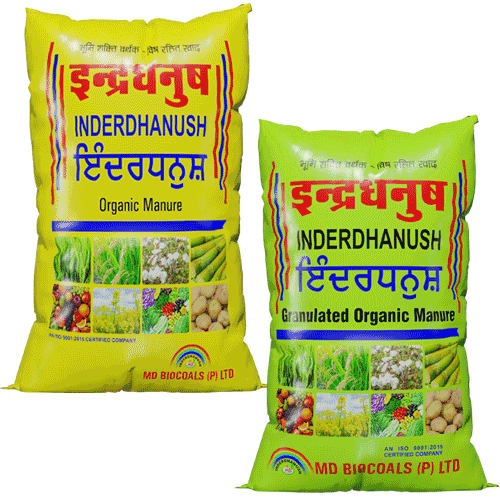 भूमि शक्ति वर्धक - विष रहित स्वाद
इन्द्रधनुष
INDERDHANUSH
ਇੰਦਰਧਨੁਸ਼
Organic Manure
AN ISO 9001:2015 CERTIFIED COMPANY
MD BIOCOALS (P) LTD
भूमि शक्ति वर्धक - विष रहित स्वाद
इन्द्रधनुष
INDERDHANUSH
ਇੰਦਰਧਨੁਸ਼
Granulated Organic Manure
AN ISO 9001:2015
CERTIFIED COMPANY
INDERDHANUSH
MD BIOCOALS (P) LTD